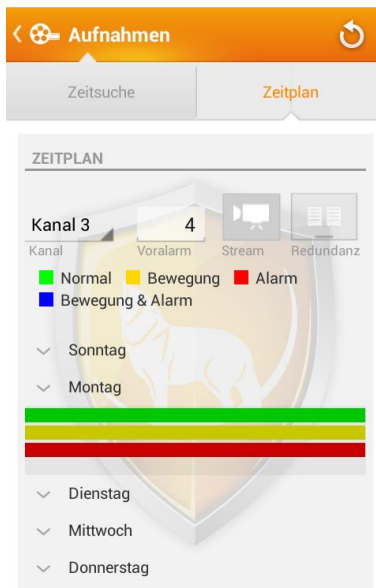 Aufnahmen
Zeitsuche Zeitplan
ZEITPLAN
Kanal 3 4
Kanal Voralarm Stream Redundanz
Normal Bewegung Alarm
Bewegung & Alarm
Sonntag
Montag
Dienstag
Mittwoch
Donnerstag